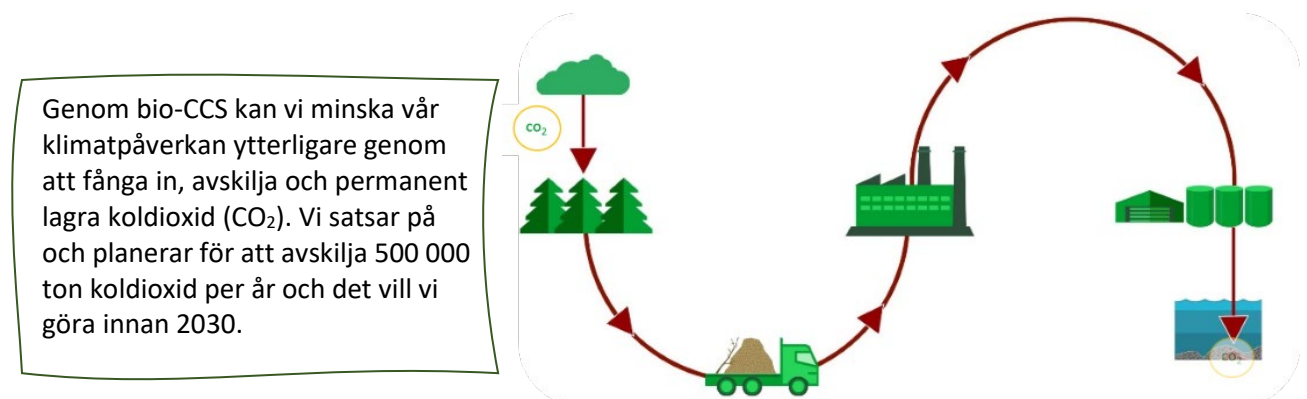 Genom bio-CCS kan vi minska vår
klimatpåverkan ytterligare genom
att fånga in, avskilja och permanent
lagra koldioxid (CO₂). Vi satsar på
och planerar för att avskilja 500 000
ton koldioxid per år och det vill vi
göra innan 2030.
CO₂
CO₂